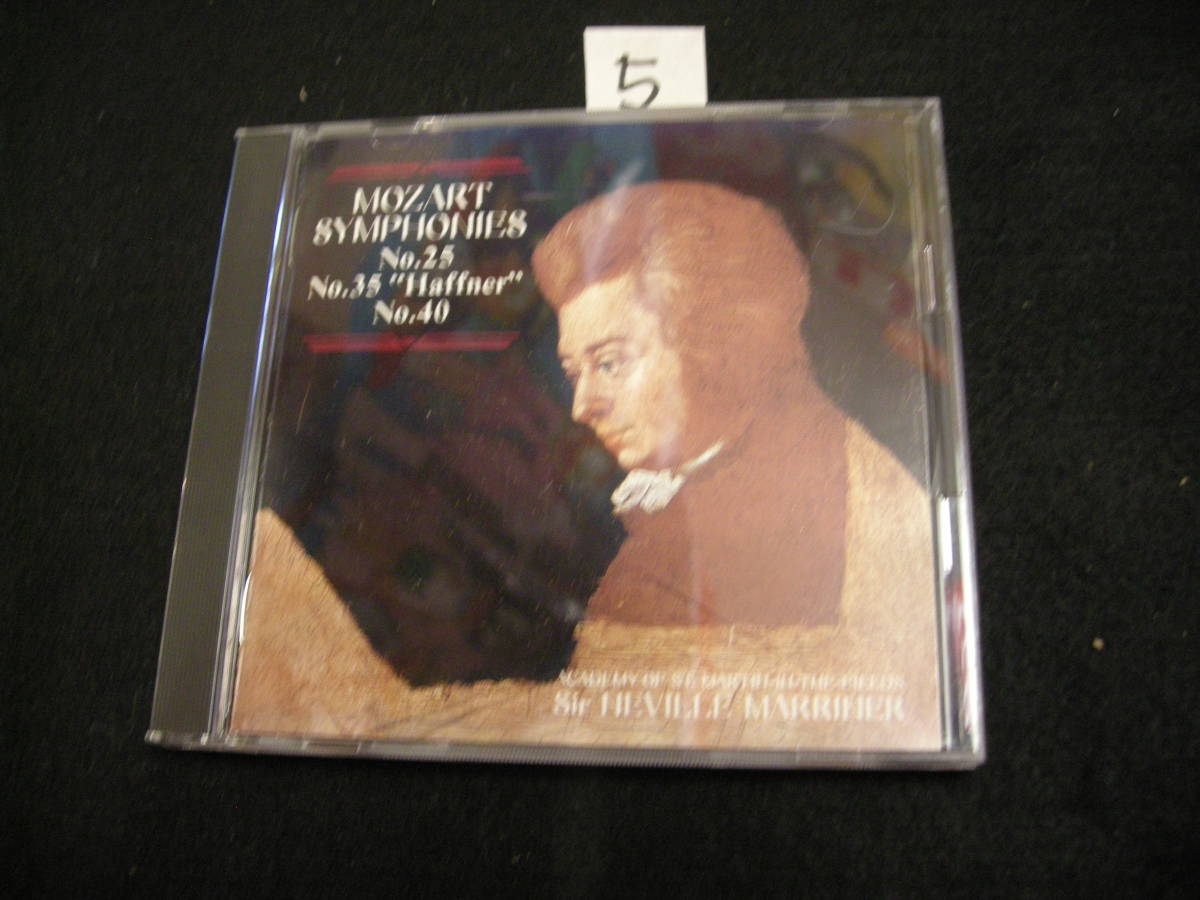 5
MOZART
SYMPHONIES
No.25
No.35 "Haffner"
No.40
ACADEMY OF ST. MARTIN-IN-THE-FIELDS
Sir NEVILLE MARRINER